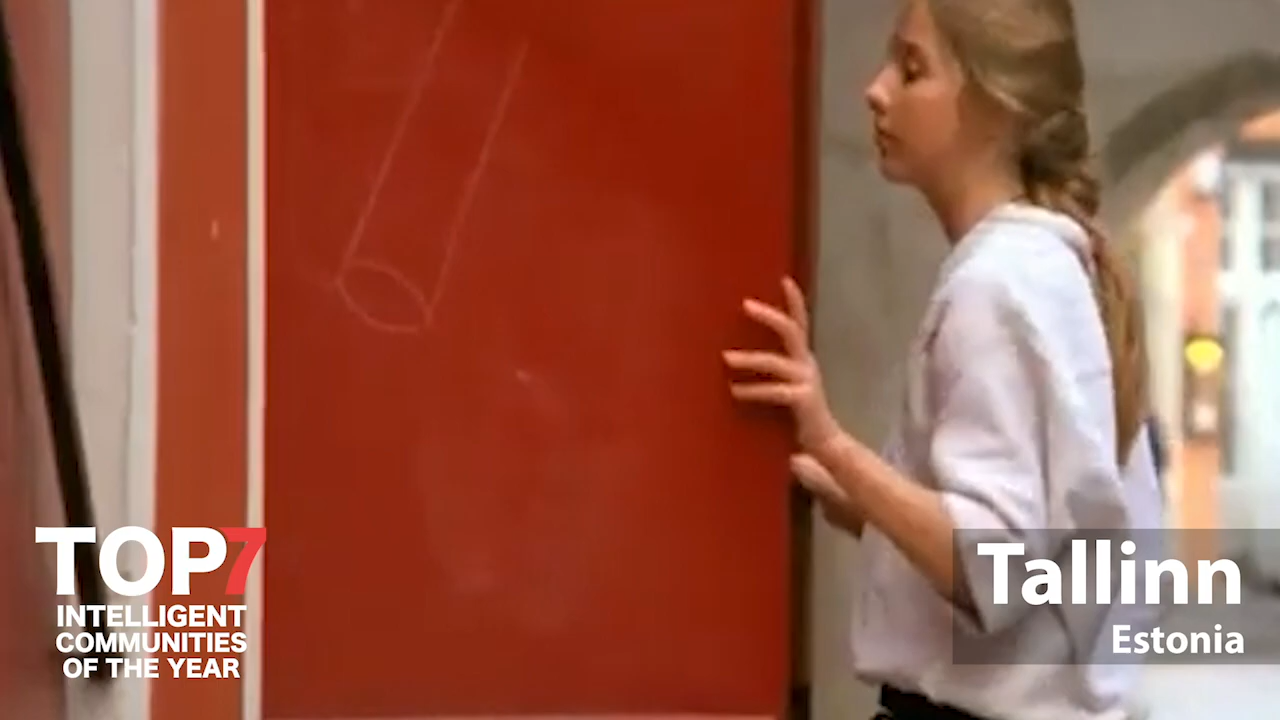 TOP7
INTELLIGENT
COMMUNITIES
OF THE YEAR
Tallinn
Estonia